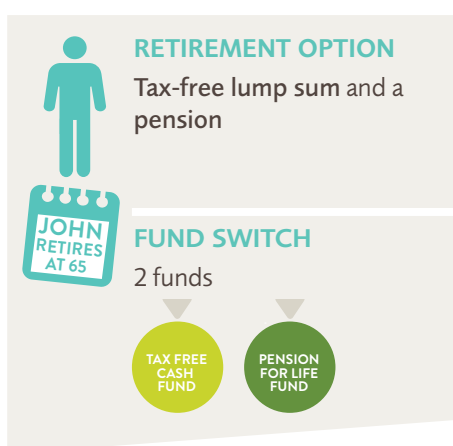 RETIREMENT OPTION
Tax-free lump sum and a
pension
JOHN
RETIRES
AT 65
FUND SWITCH
2 funds
TAX FREE
CASH
FUND
PENSION
FOR LIFE
FUND